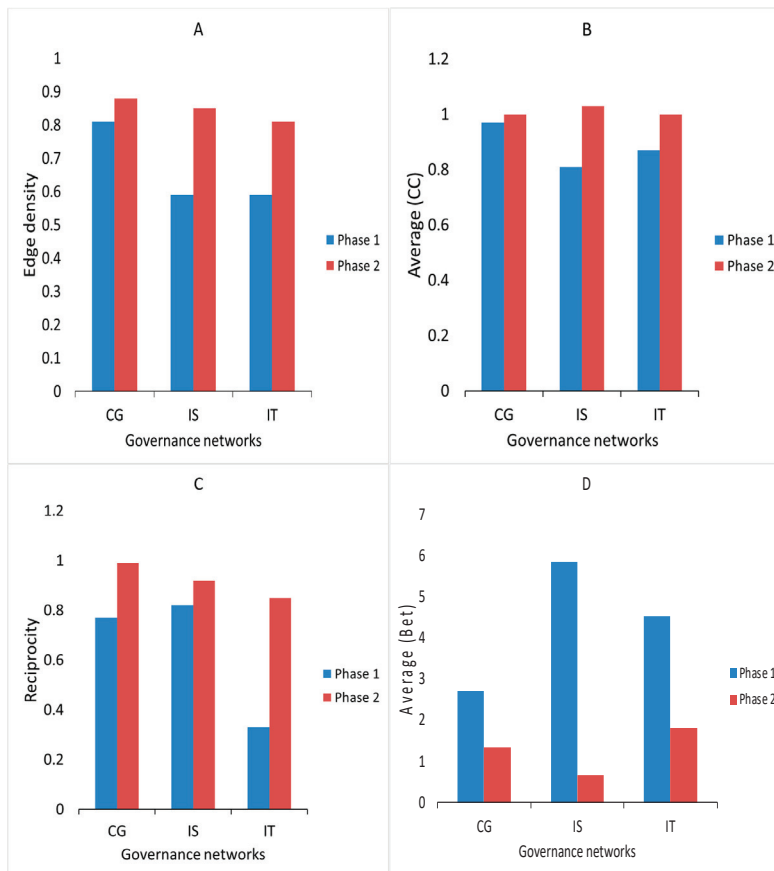 A
Edge density
1
0.9
0.8
0.7
0.6
0.5
0.4
0.3
0.2
0.1
0
CG
IS
IT
Governance networks
Phase 1
Phase 2
B
Average (CC)
1.2
1
0.8
0.6
0.4
0.2
0
CG
IS
IT
Governance networks
Phase 1
Phase 2
C
Reciprocity
1.2
1
0.8
0.6
0.4
0.2
0
CG
IS
IT
Governance networks
Phase 1
Phase 2
D
Average (Bet)
7
6
5
4
3
2
1
0
CG
IS
IT
Governance networks
Phase 1
Phase 2